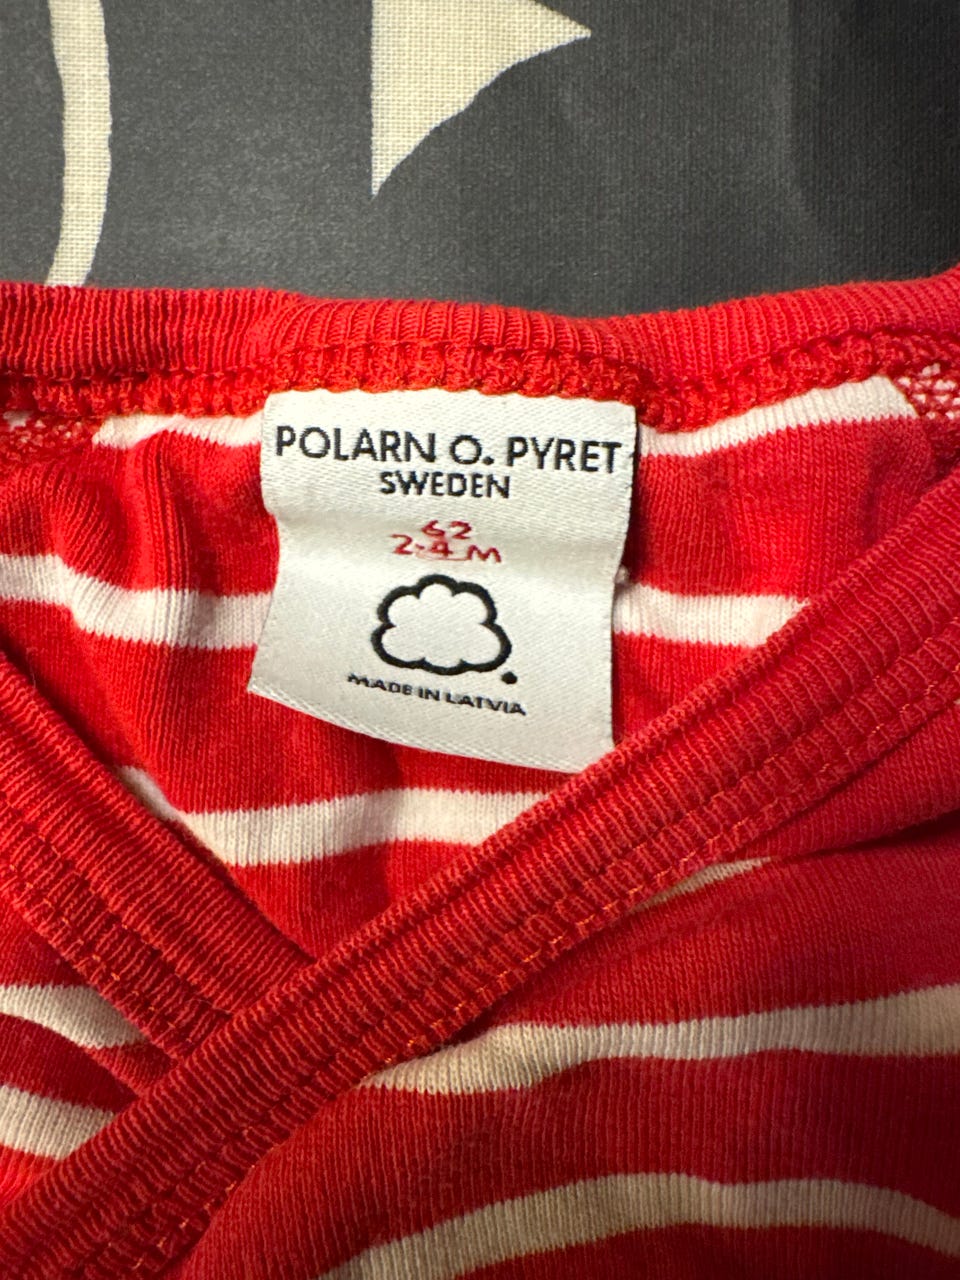 POLARN O. PYRET
SWEDEN
62
2-4 M
MADE IN LATVIA